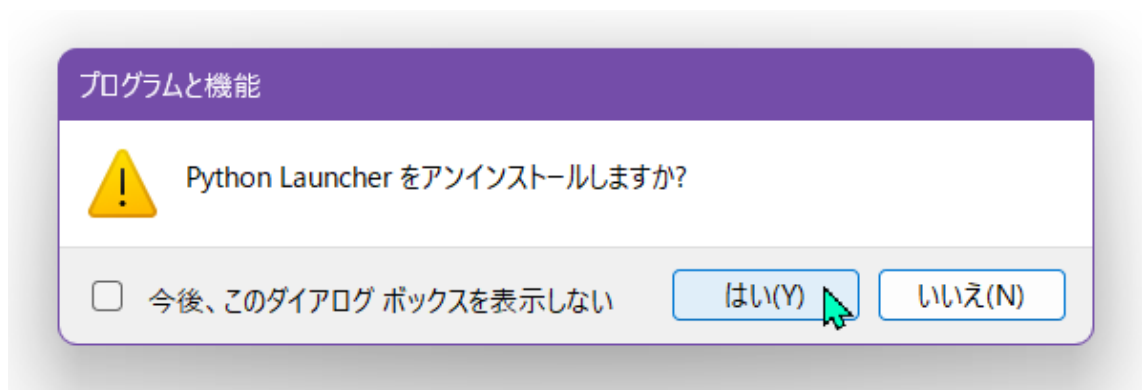 プログラムと機能
Python Launcher をアンインストールしますか?
今後、このダイアログ ボックスを表示しない
はい(Y)
いいえ(N)